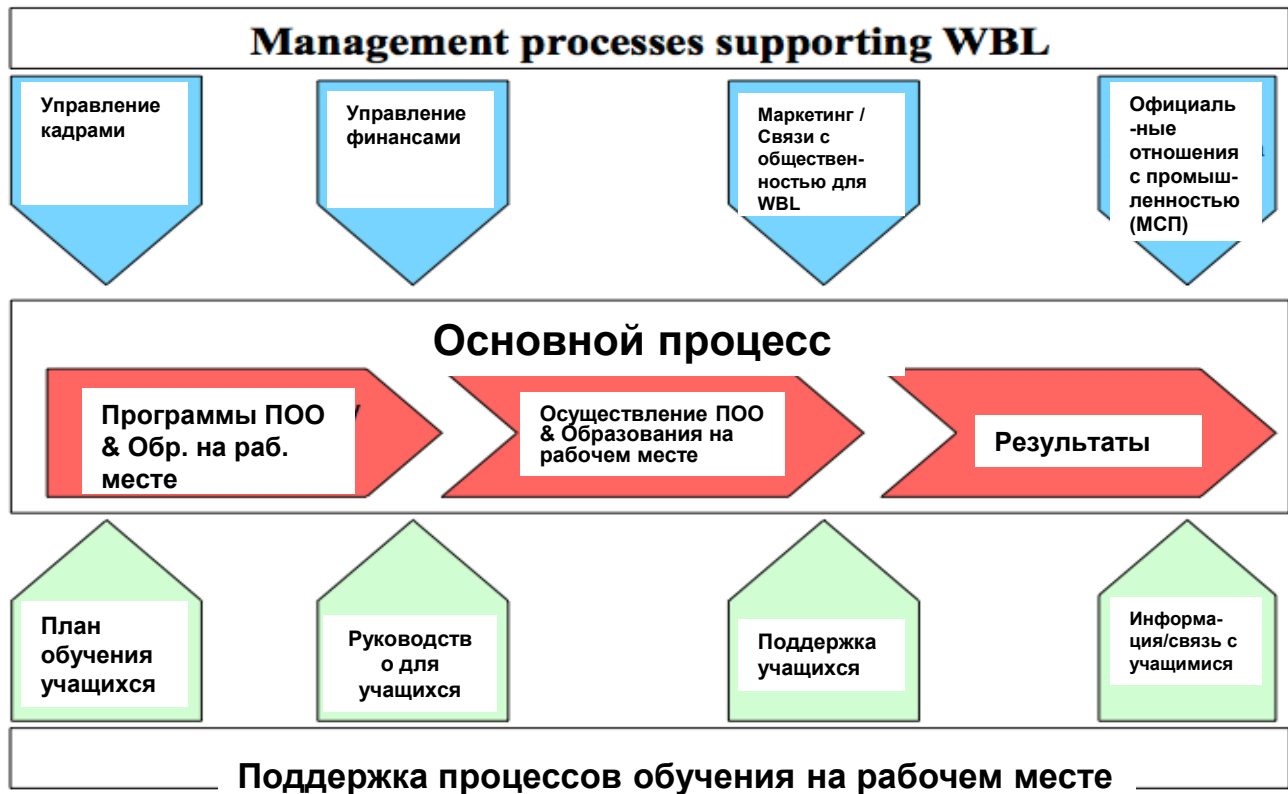 Management processes supporting WBL
Управление
кадрами
Управление
финансами
Маркетинг /
Связи с
обществен-
ностью для
WBL
Официаль
-ные
отношения
с промыш-
ленностью
(МСП)
Основной процесс
Программы ПОО
& Обр. на раб.
месте
Осуществление ПОО
& Образования на
рабочем месте
Результаты
План
обучения
учащихся
Руководств
о для
учащихся
Поддержка
учащихся
Информа-
ция/связь с
учащимися
Поддержка процессов обучения на рабочем месте